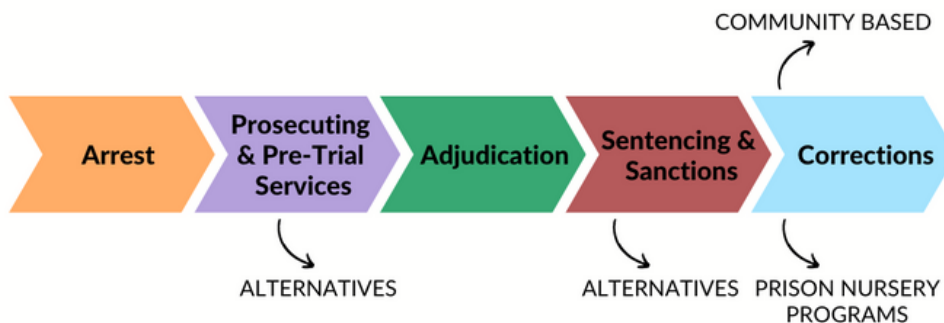 COMMUNITY BASED
Arrest
Prosecuting
& Pre-Trial
Services
Adjudication
Sentencing &
Sanctions
Corrections
ALTERNATIVES
ALTERNATIVES
PRISON NURSERY
PROGRAMS